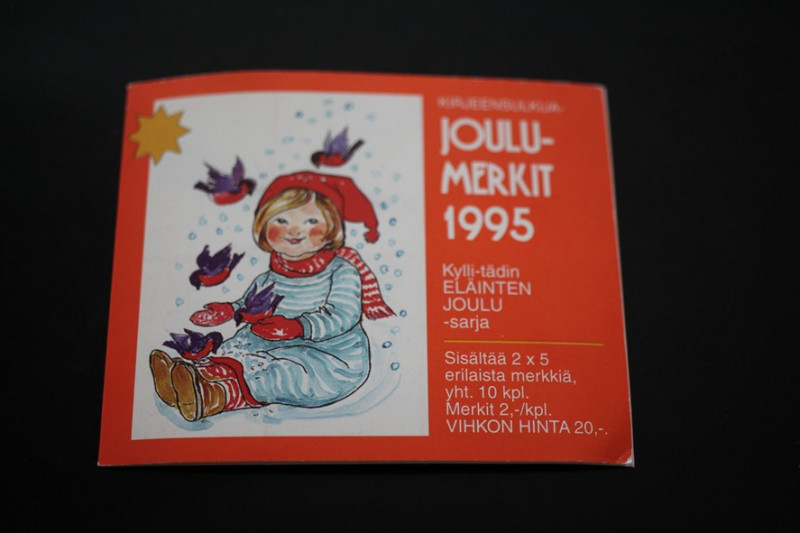 KIRJEENSULKIJA-
JOULU-
MERKIT
1995
Kylli-tädin
ELÄINTEN
JOULU
-sarja
Sisältää 2 x 5
erilaista merkkiä,
yht. 10 kpl.
Merkit 2,-/kpl.
VIHKON HINTA 20,-.